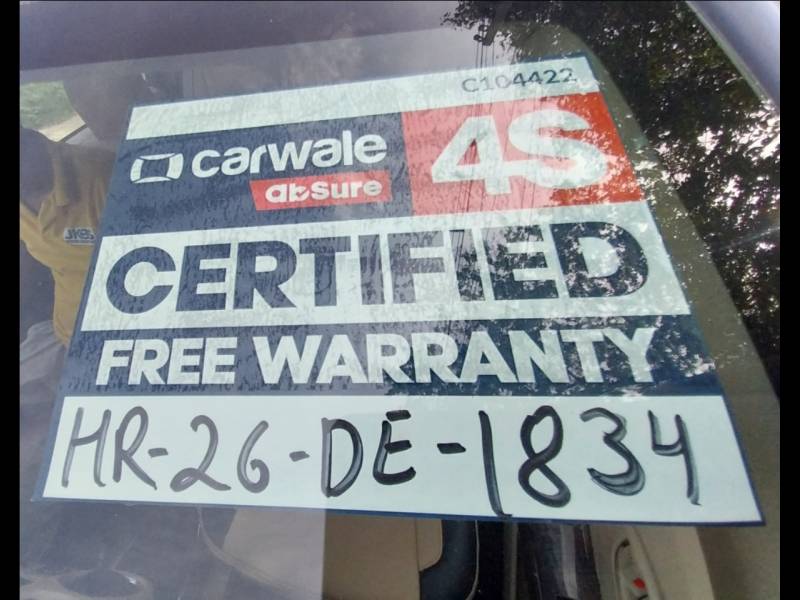 C104422
carwale
absure
4S
CERTIFIED
FREE WARRANTY
HR-26-DE-1834